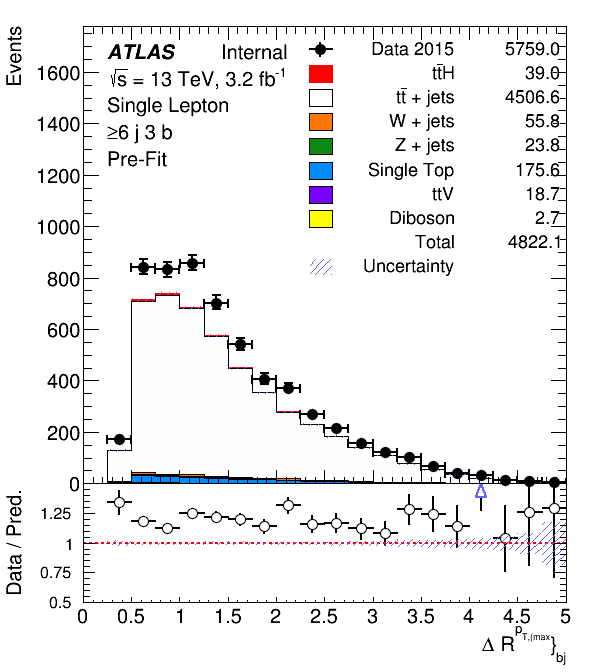 Events
1600
1400
1200
1000
800
600
400
200
0
ATLAS Internal
√s = 13 TeV, 3.2 fb-1
Single Lepton
≥6 j 3 b
Pre-Fit
Data 2015 5759.0
tt̄H 39.0
tt̄ + jets 4506.6
W + jets 55.8
Z + jets 23.8
Single Top 175.6
ttV 18.7
Diboson 2.7
Total 4822.1
Uncertainty
Data / Pred.
1.25
1
0.75
0.5
0 0.5 1 1.5 2 2.5 3 3.5 4 4.5 5
Δ R^{p_{T,(max}}_{bj}